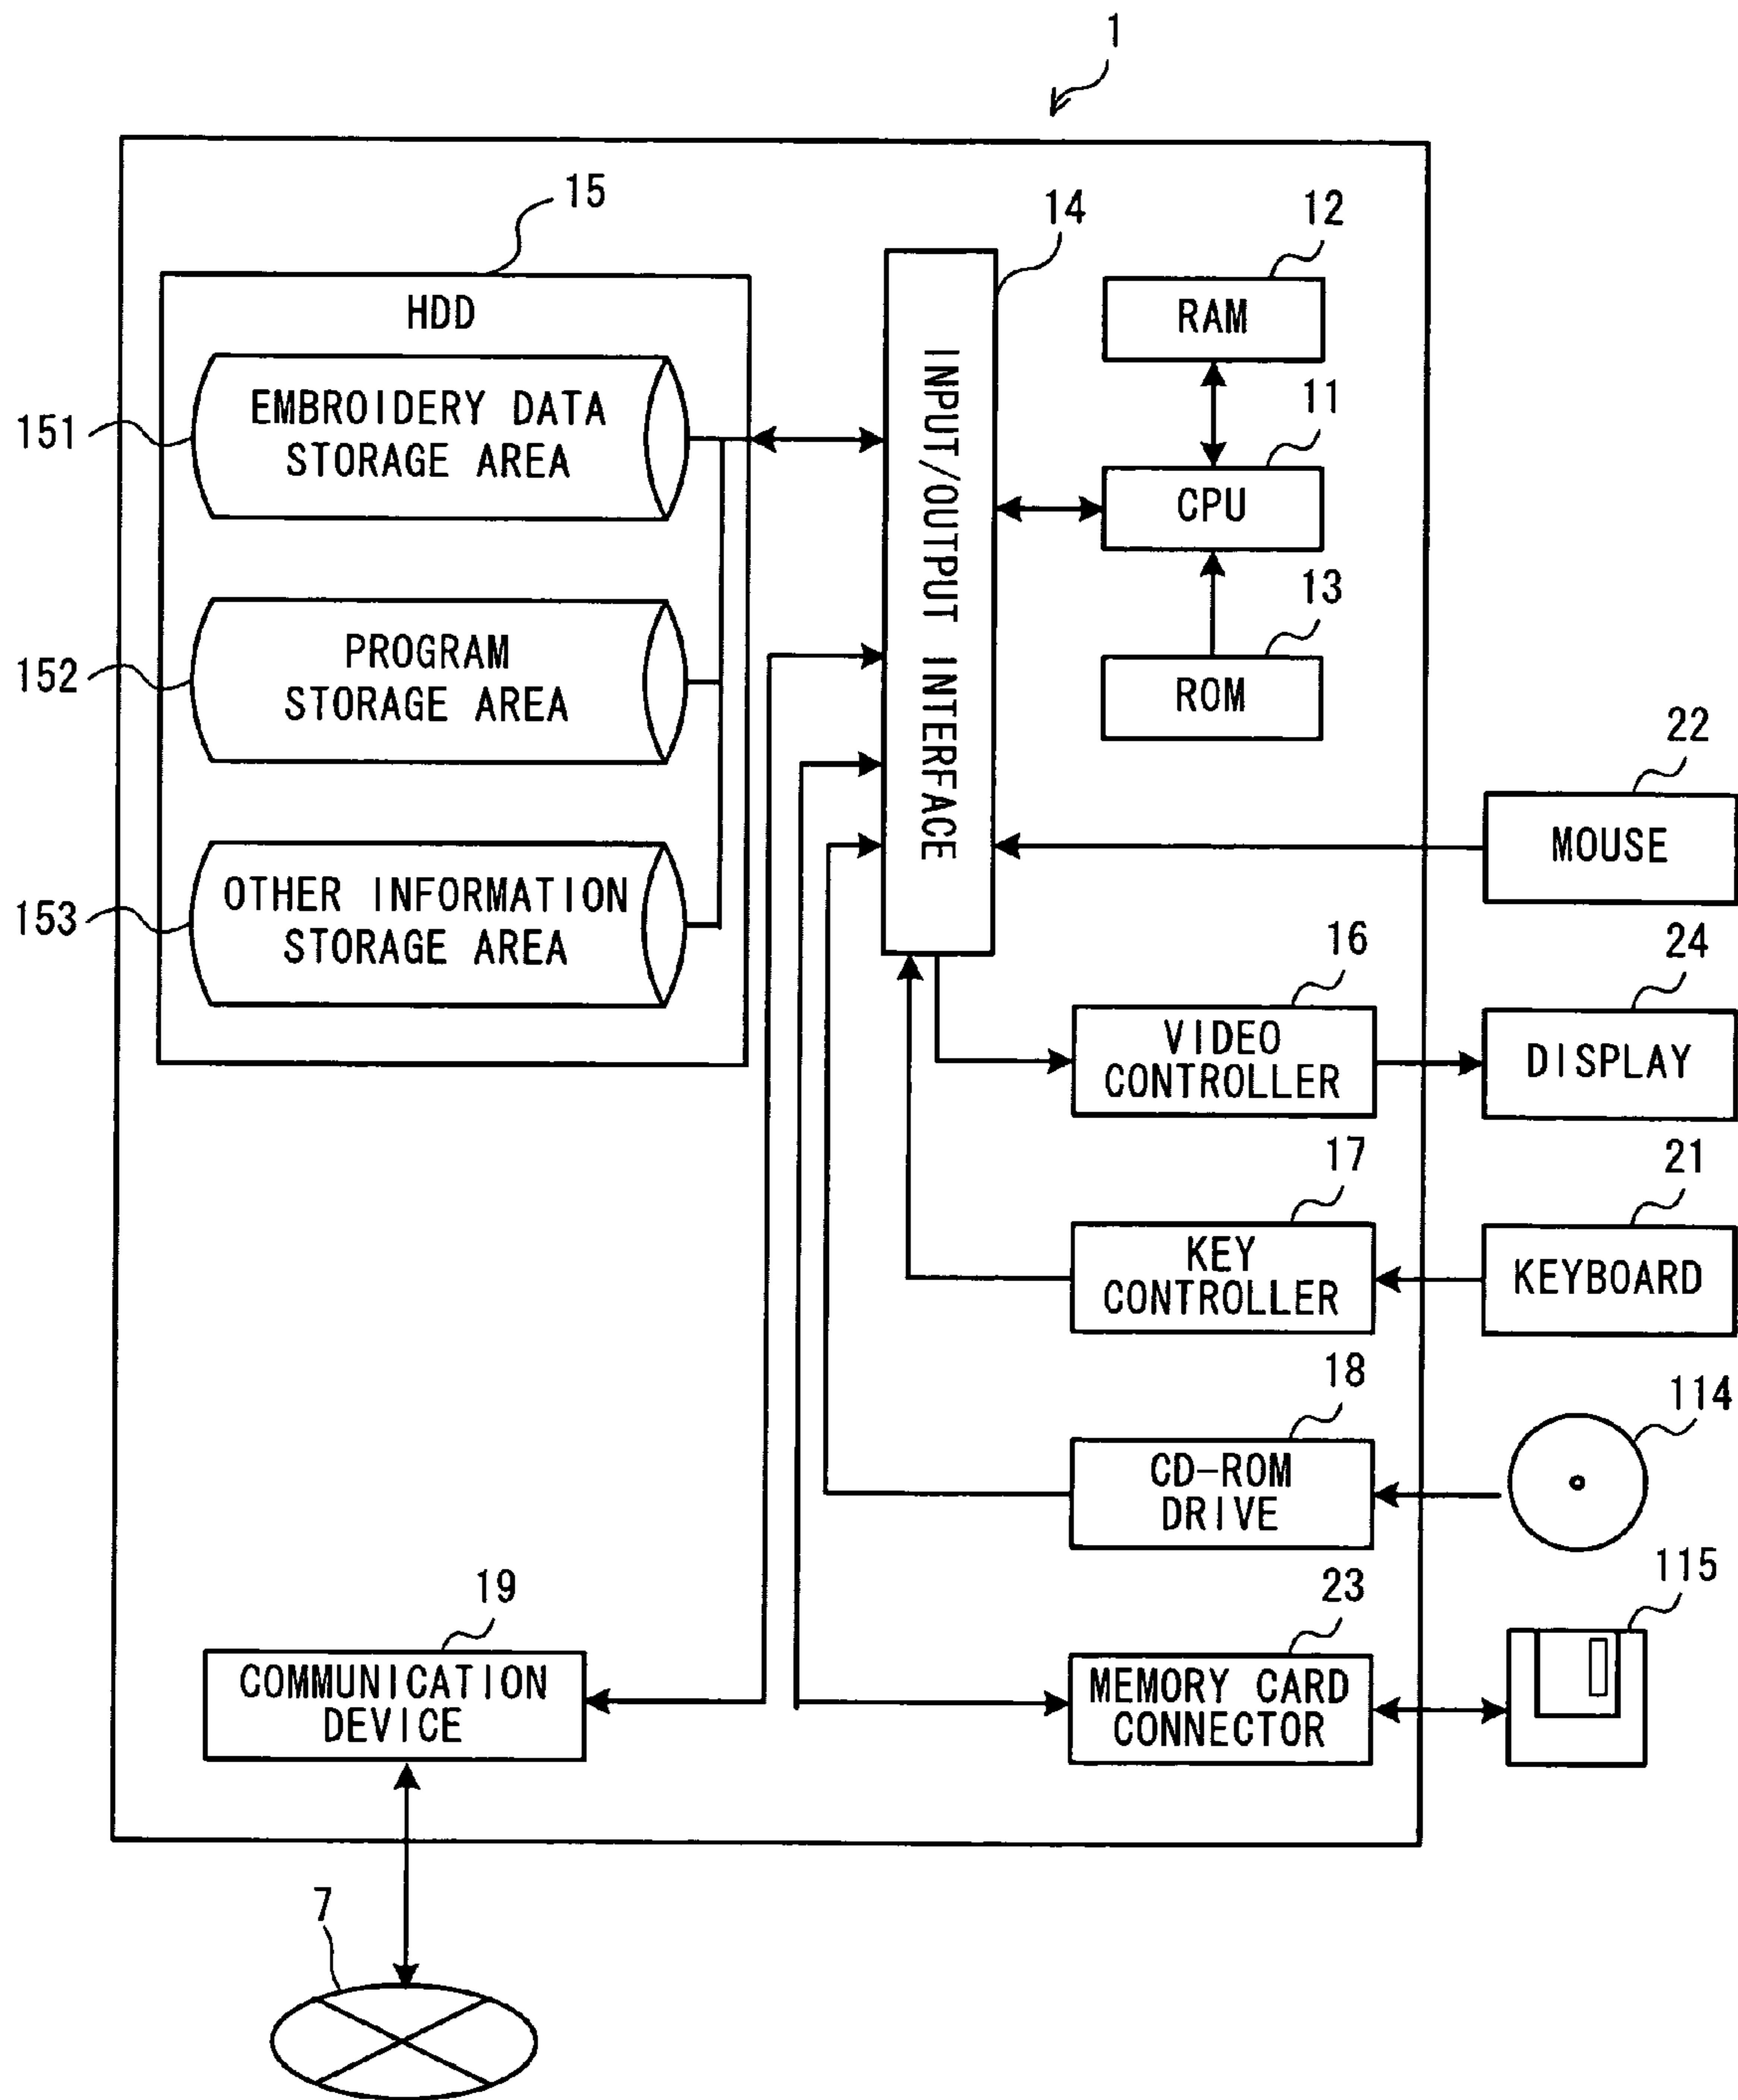 1
15
14
12
HDD
RAM
151
EMBROIDERY DATA
STORAGE AREA
INPUT/OUTPUT INTERFACE
11
CPU
13
ROM
152
PROGRAM
STORAGE AREA
22
MOUSE
153
OTHER INFORMATION
STORAGE AREA
16
VIDEO
CONTROLLER
24
DISPLAY
17
KEY
CONTROLLER
21
KEYBOARD
18
CD-ROM
DRIVE
114
19
COMMUNICATION
DEVICE
23
MEMORY CARD
CONNECTOR
115
7